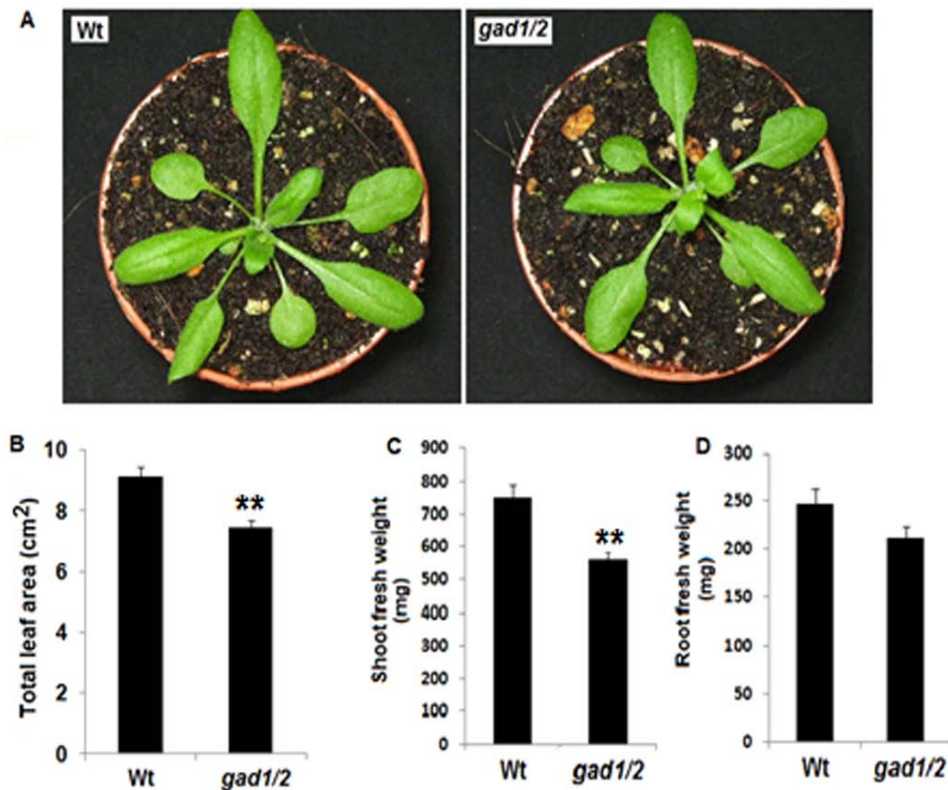 A
Wt
gad1/2
B
Total leaf area (cm²)
10
8
6
4
2
0
**
Wt
gad1/2
C
Shoot fresh weight
(mg)
900
800
700
600
500
400
300
200
100
0
**
Wt
gad1/2
D
Root fresh weight
(mg)
300
250
200
150
100
50
0
Wt
gad1/2